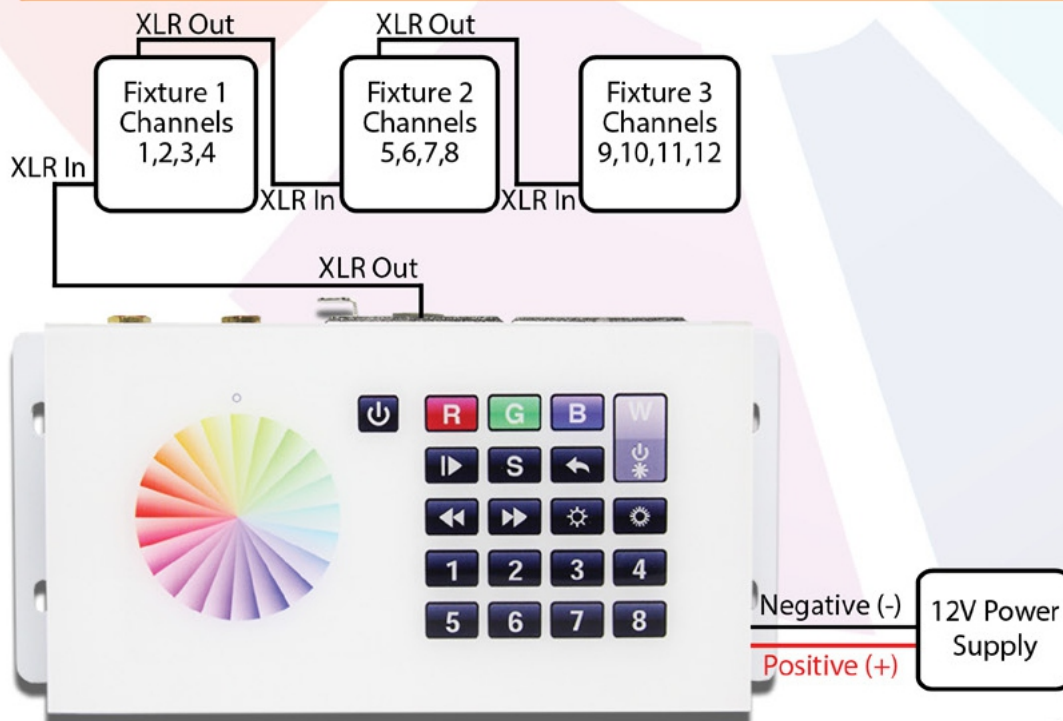 XLR Out
XLR Out
Fixture 1
Channels
1,2,3,4
Fixture 2
Channels
5,6,7,8
Fixture 3
Channels
9,10,11,12
XLR In
XLR In
XLR In
XLR Out
R G B W
S
1 2 3 4
5 6 7 8
Negative (-)
Positive (+)
12V Power
Supply